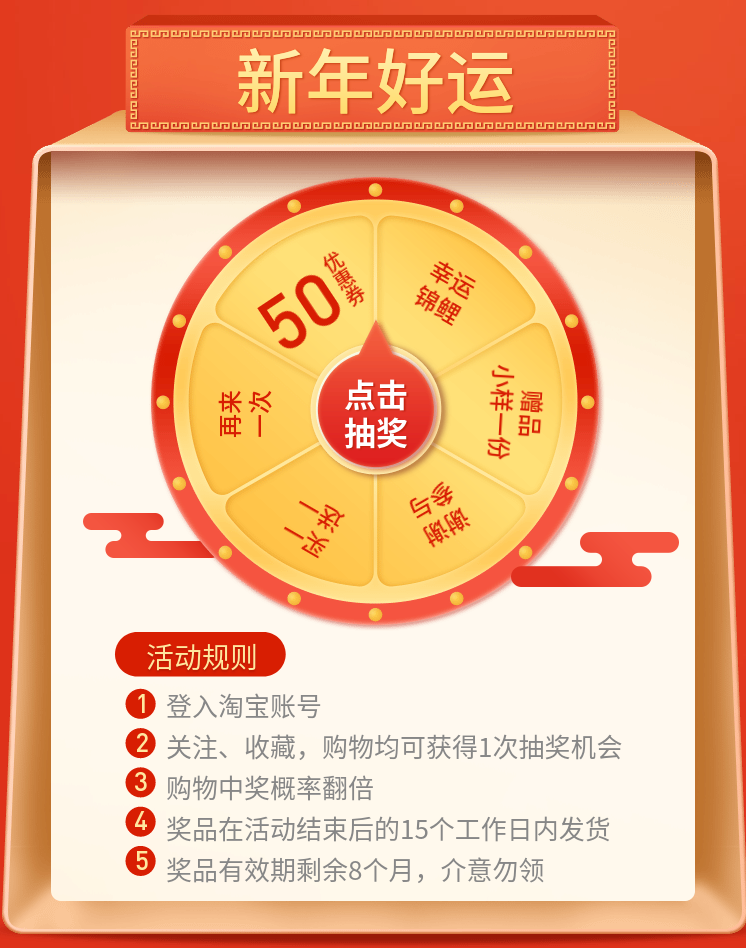 新年好运
50
优惠券
幸运
锦鲤
赠品
小样一份
谢谢
参与
买一
送一
再来
一次
点击
抽奖
活动规则
1 登入淘宝账号
2 关注、收藏，购物均可获得1次抽奖机会
3 购物中奖概率翻倍
4 奖品在活动结束后的15个工作日内发货
5 奖品有效期剩余8个月，介意勿领